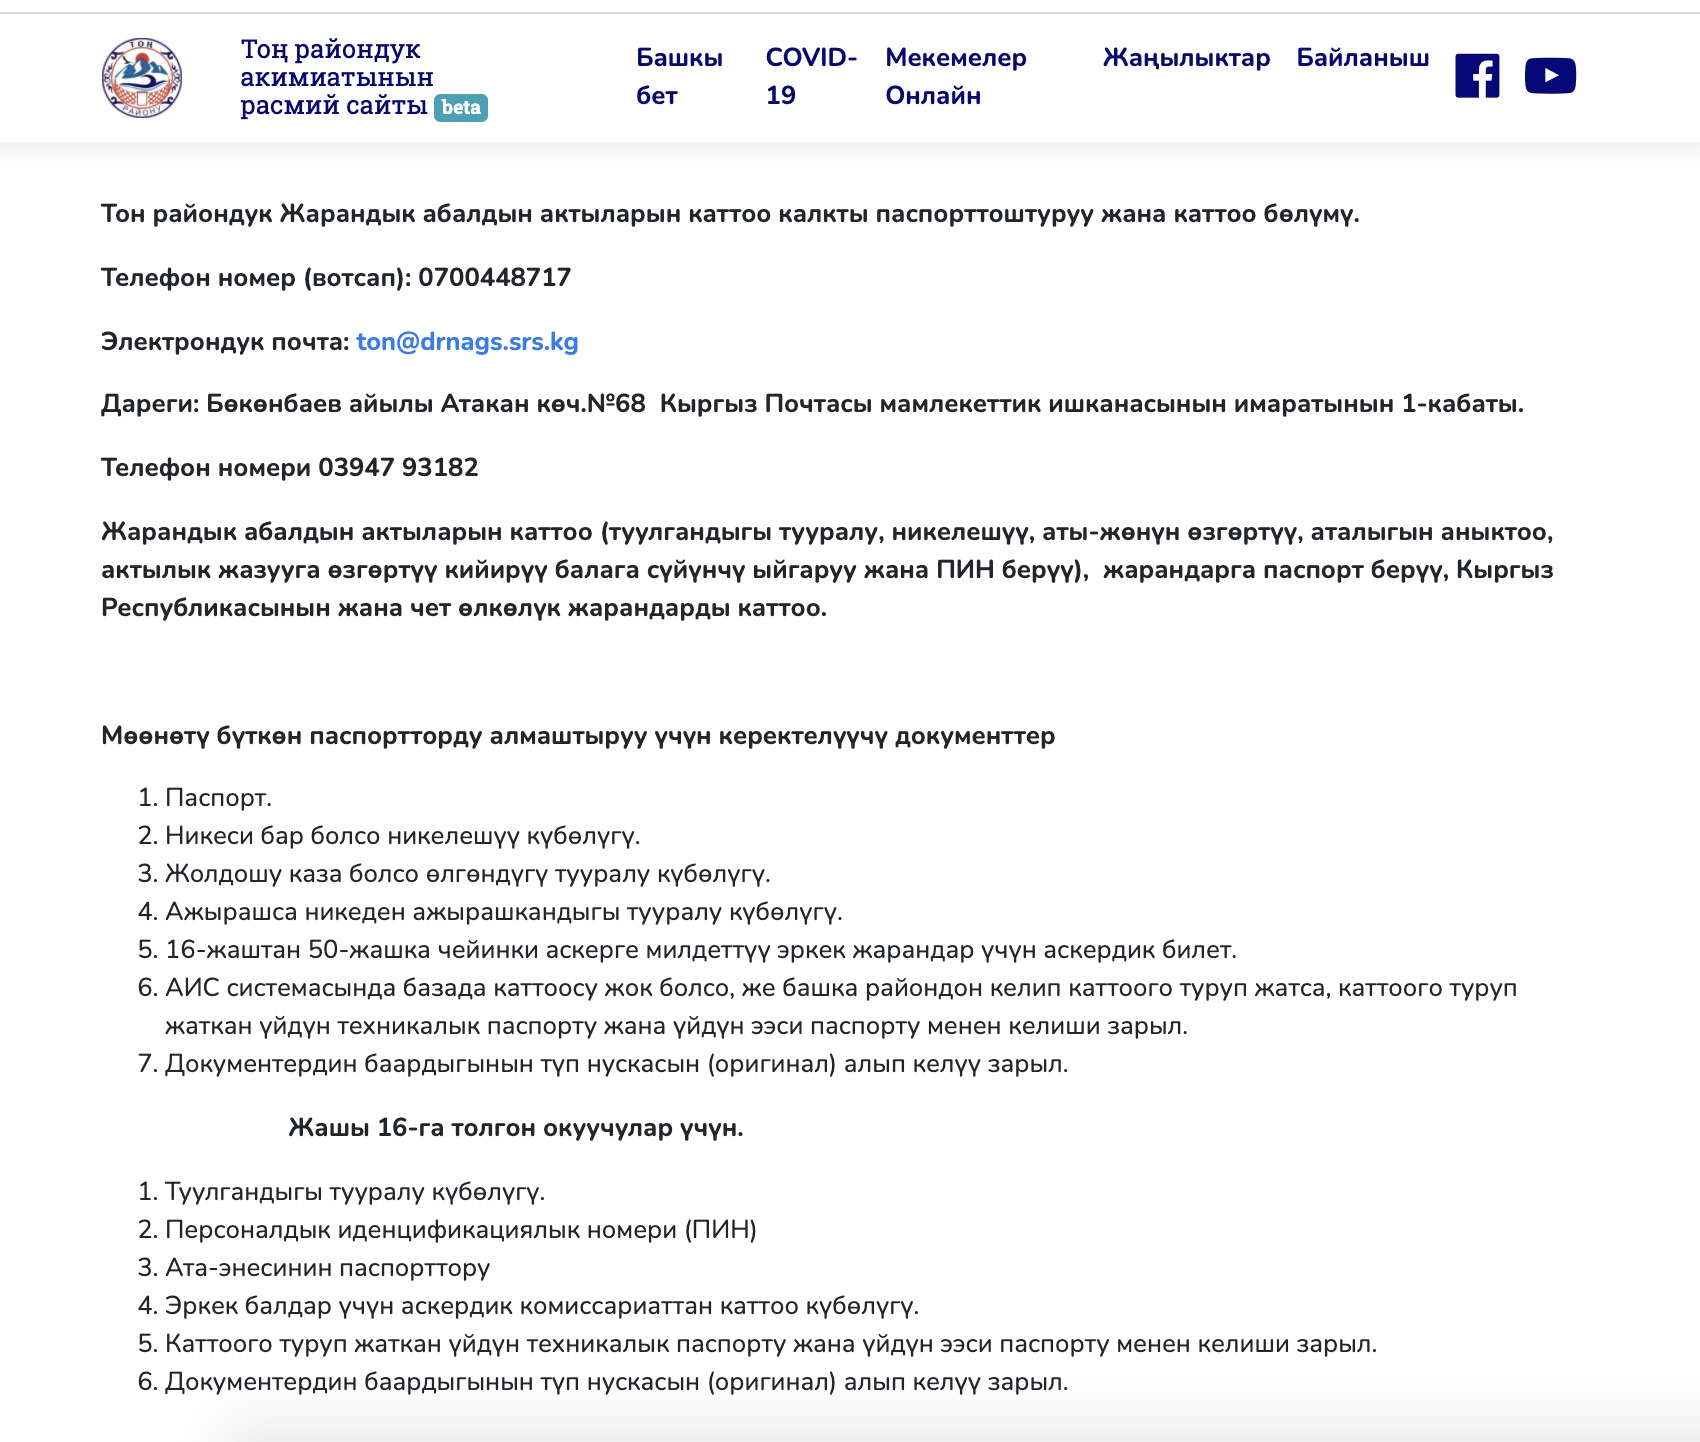 Тоң райондук
акимиатынын
расмий сайты beta
Башкы бет
COVID-19
Мекемелер Онлайн
Жаңылыктар
Байланыш
ТОҢ
РАЙОНУ
Тон райондук Жарандык абалдын актыларын каттоо калкты паспорттоштуруу жана каттоо бөлүмү.
Телефон номер (вотсап): 0700448717
Электрондук почта: ton@drnags.srs.kg
Дареги: Бөкөнбаев айылы Атакан көч.№68  Кыргыз Почтасы мамлекеттик ишканасынын имаратынын 1-кабаты.
Телефон номери 03947 93182
Жарандык абалдын актыларын каттоо (туулгандыгы тууралу, никелешүү, аты-жөнүн өзгөртүү, аталыгын аныктоо,
актылык жазууга өзгөртүү кийирүү балага сүйүнчү ыйгаруу жана ПИН берүү),  жарандарга паспорт берүү, Кыргыз
Республикасынын жана чет өлкөлүк жарандарды каттоо.
Мөөнөтү бүткөн паспортторду алмаштыруу үчүн керектелүүчү документтер
1. Паспорт.
2. Никеси бар болсо никелешүү күбөлүгү.
3. Жолдошу каза болсо өлгөндүгү тууралу күбөлүгү.
4. Ажырашса никеден ажырашкандыгы тууралу күбөлүгү.
5. 16-жаштан 50-жашка чейинки аскерге милдеттүү эркек жарандар үчүн аскердик билет.
6. АИС системасында базада каттоосу жок болсо, же башка райондон келип каттоого туруп жатса, каттоого туруп
жаткан үйдүн техникалык паспорту жана үйдүн ээси паспорту менен келиши зарыл.
7. Документердин баардыгынын түп нускасын (оригинал) алып келүү зарыл.
Жашы 16-га толгон окуучулар үчүн.
1. Туулгандыгы тууралу күбөлүгү.
2. Персоналдык иденцификациялык номери (ПИН)
3. Ата-энесинин паспорттору
4. Эркек балдар үчүн аскердик комиссариаттан каттоо күбөлүгү.
5. Каттоого туруп жаткан үйдүн техникалык паспорту жана үйдүн ээси паспорту менен келиши зарыл.
6. Документердин баардыгынын түп нускасын (оригинал) алып келүү зарыл.